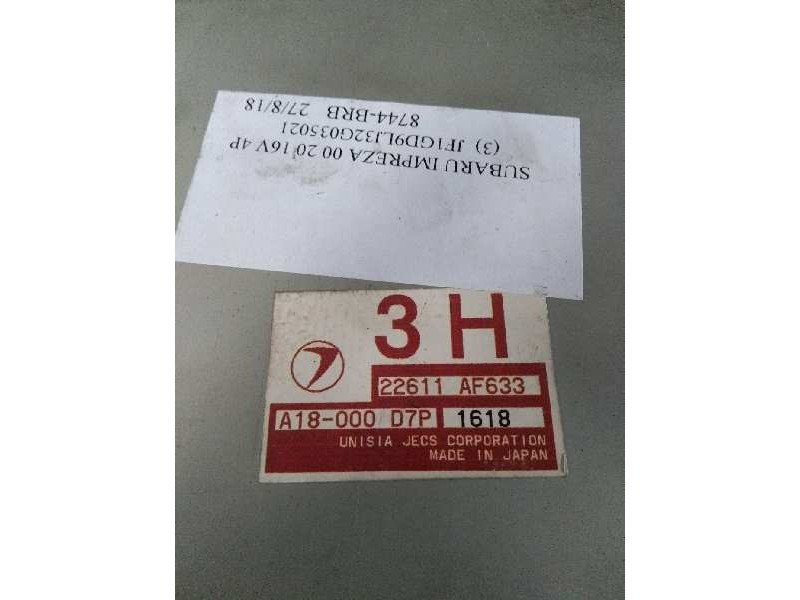 SUBARU IMPREZA 00 2O 16V 4P
(3) JF1GD9LJ32G035021
8744-BRB 27/8/18
3 H
22611 AF633
A18-000 D7P 1618
UNISIA JECS CORPORATION
MADE IN JAPAN